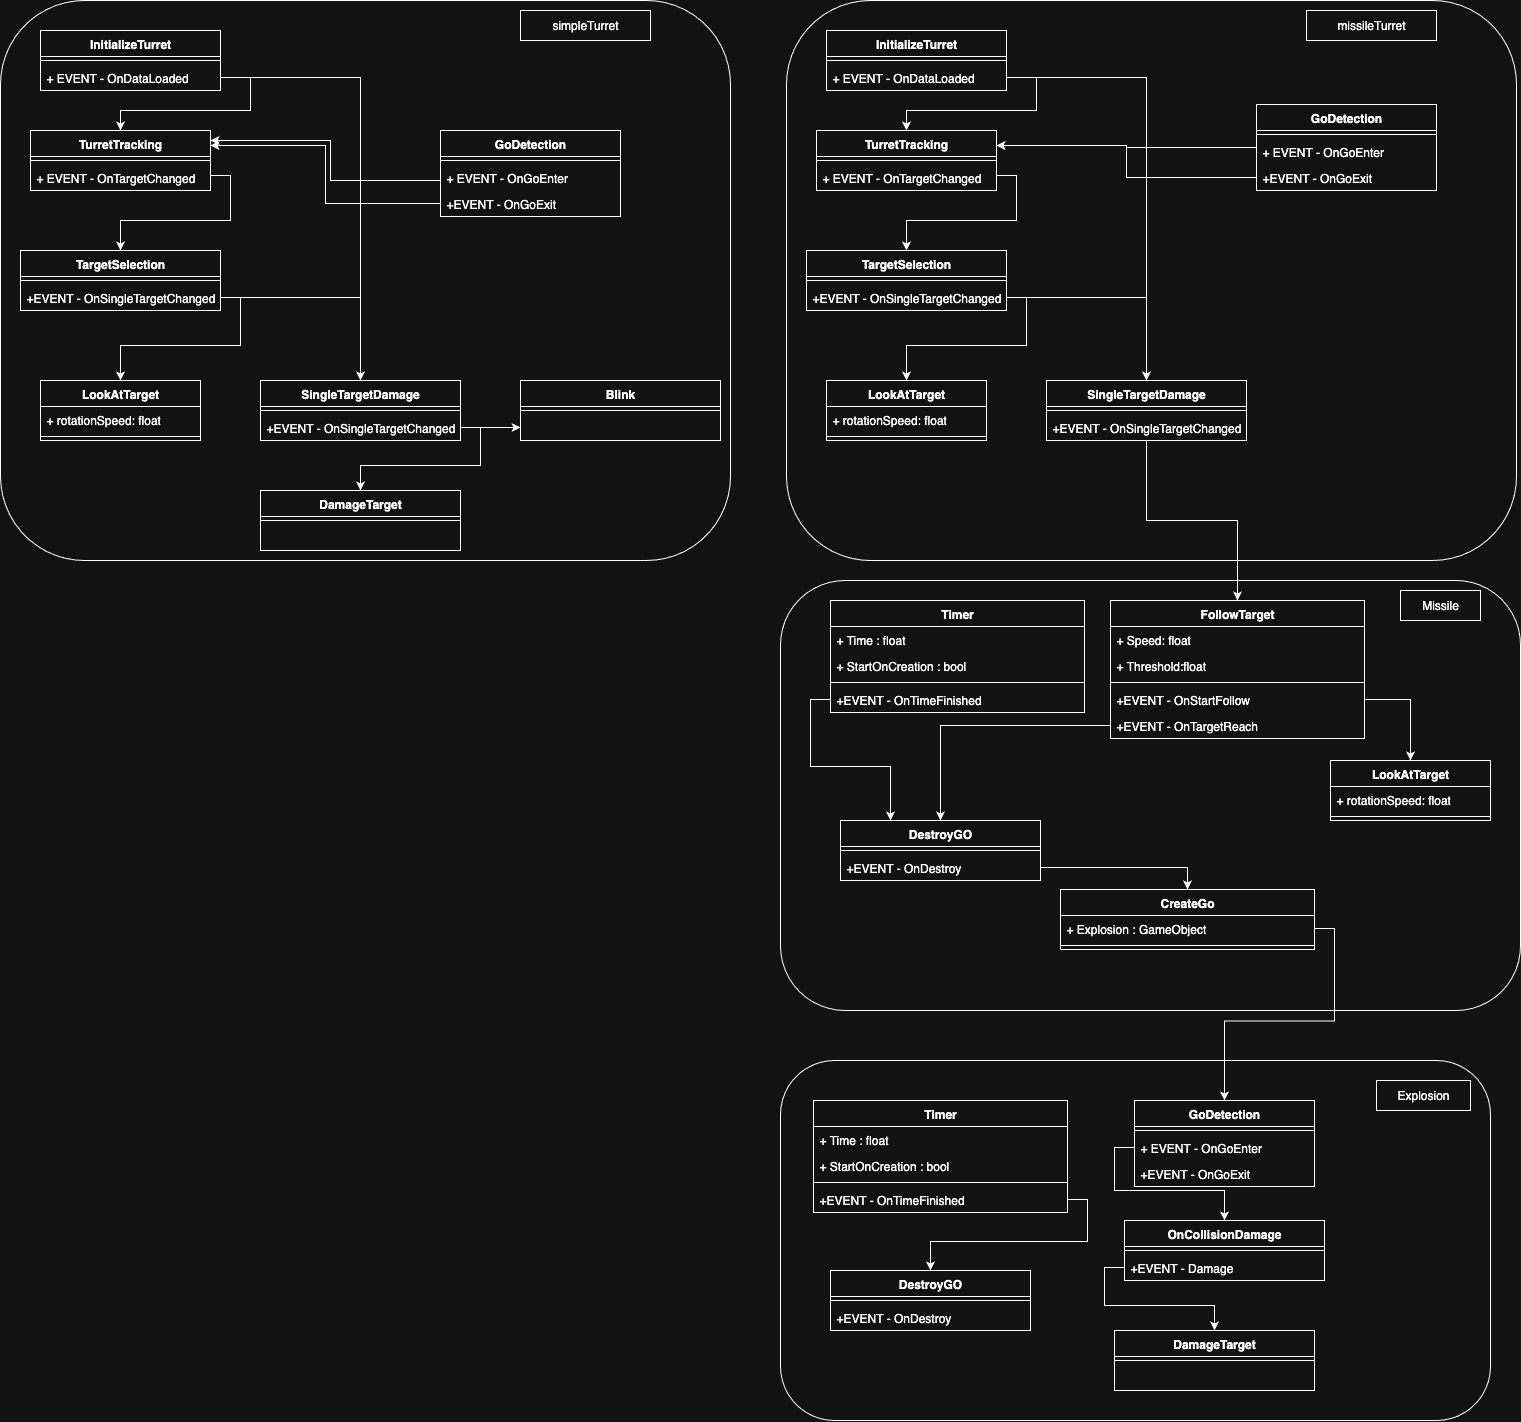 simpleTurret
InitializeTurret
+ EVENT - OnDataLoaded
TurretTracking
+ EVENT - OnTargetChanged
GoDetection
+ EVENT - OnGoEnter
+EVENT - OnGoExit
TargetSelection
+EVENT - OnSingleTargetChanged
LookAtTarget
+ rotationSpeed: float
SingleTargetDamage
+EVENT - OnSingleTargetChanged
Blink
DamageTarget
missileTurret
InitializeTurret
+ EVENT - OnDataLoaded
GoDetection
+ EVENT - OnGoEnter
+EVENT - OnGoExit
TurretTracking
+ EVENT - OnTargetChanged
TargetSelection
+EVENT - OnSingleTargetChanged
LookAtTarget
+ rotationSpeed: float
SingleTargetDamage
+EVENT - OnSingleTargetChanged
Missile
Timer
+ Time : float
+ StartOnCreation : bool
+EVENT - OnTimeFinished
FollowTarget
+ Speed: float
+ Threshold:float
+EVENT - OnStartFollow
+EVENT - OnTargetReach
LookAtTarget
+ rotationSpeed: float
DestroyGO
+EVENT - OnDestroy
CreateGo
+ Explosion : GameObject
Explosion
Timer
+ Time : float
+ StartOnCreation : bool
+EVENT - OnTimeFinished
GoDetection
+ EVENT - OnGoEnter
+EVENT - OnGoExit
OnCollisionDamage
+EVENT - Damage
DestroyGO
+EVENT - OnDestroy
DamageTarget